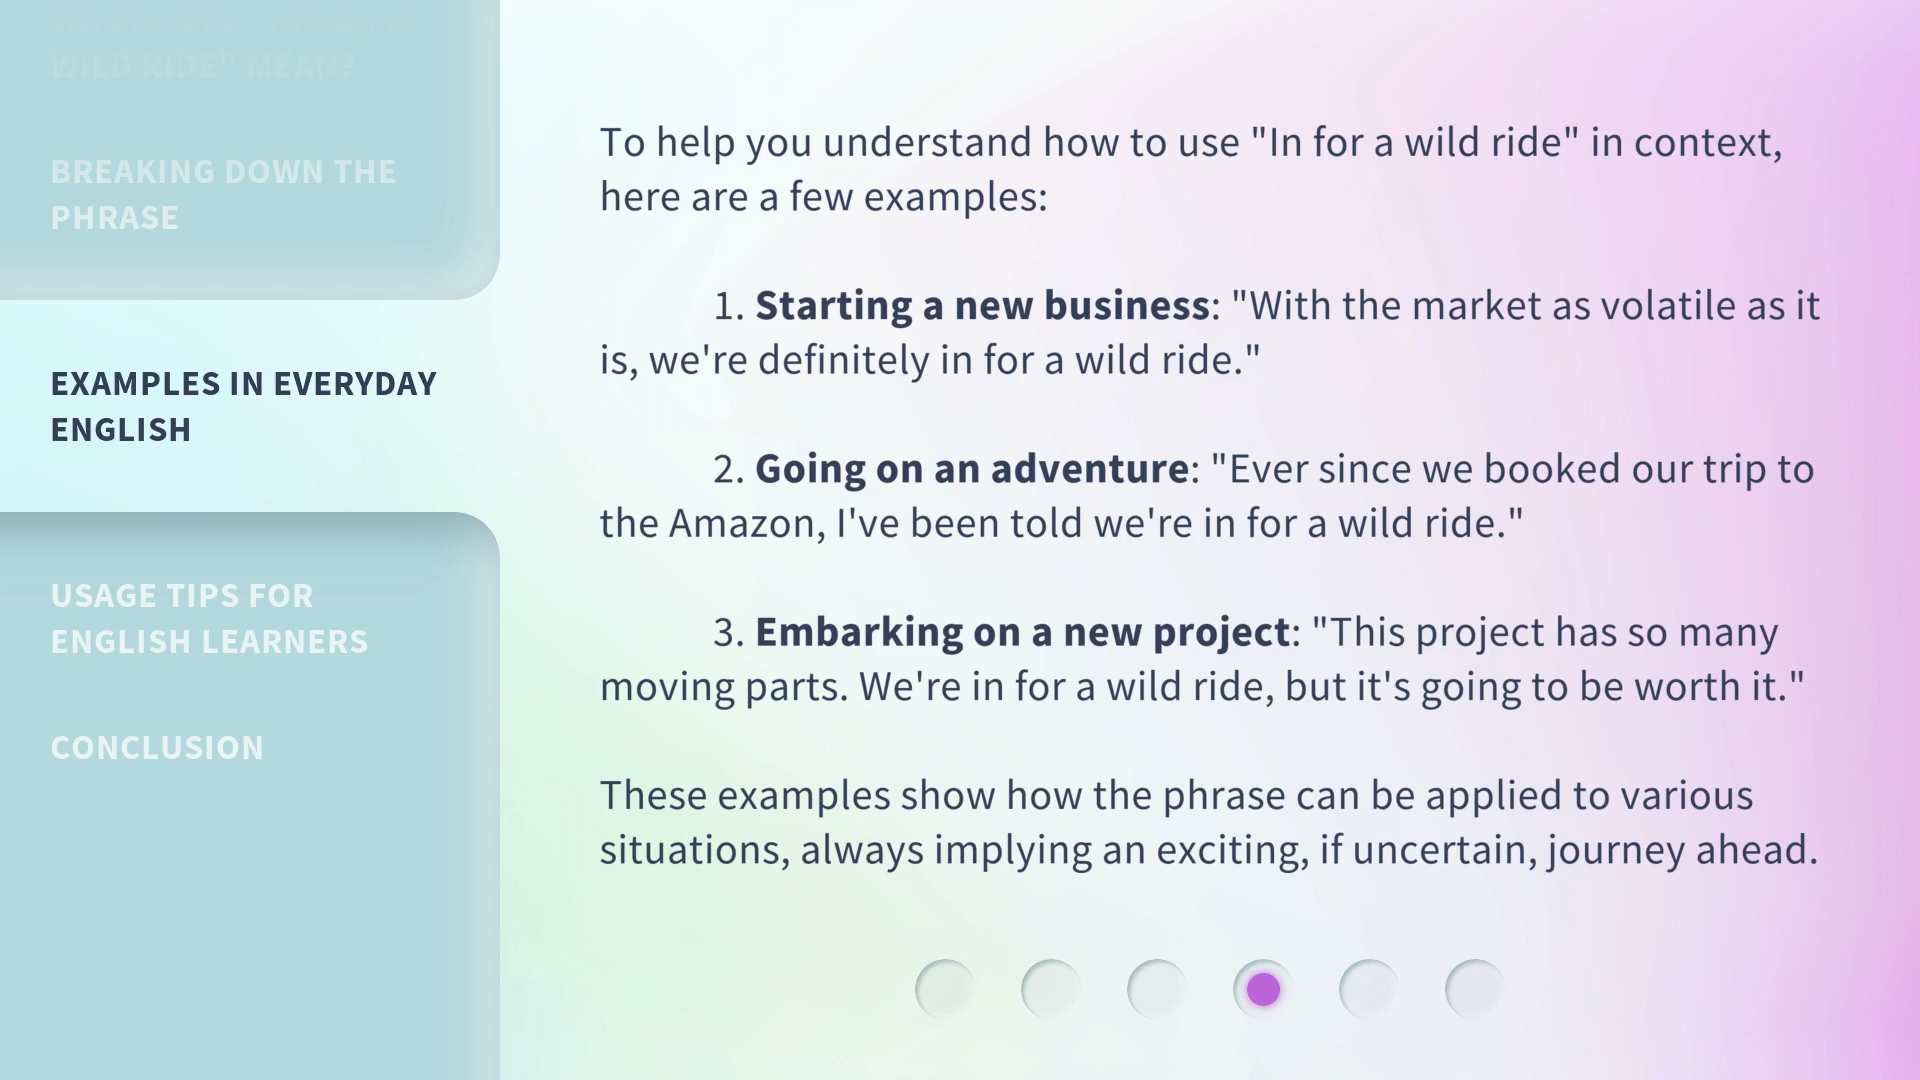 WILD RIDE" MEAN?
BREAKING DOWN THE
PHRASE
EXAMPLES IN EVERYDAY
ENGLISH
USAGE TIPS FOR
ENGLISH LEARNERS
CONCLUSION
To help you understand how to use "In for a wild ride" in context,
here are a few examples:
1. Starting a new business: "With the market as volatile as it
is, we're definitely in for a wild ride."
2. Going on an adventure: "Ever since we booked our trip to
the Amazon, I've been told we're in for a wild ride."
3. Embarking on a new project: "This project has so many
moving parts. We're in for a wild ride, but it's going to be worth it."
These examples show how the phrase can be applied to various
situations, always implying an exciting, if uncertain, journey ahead.